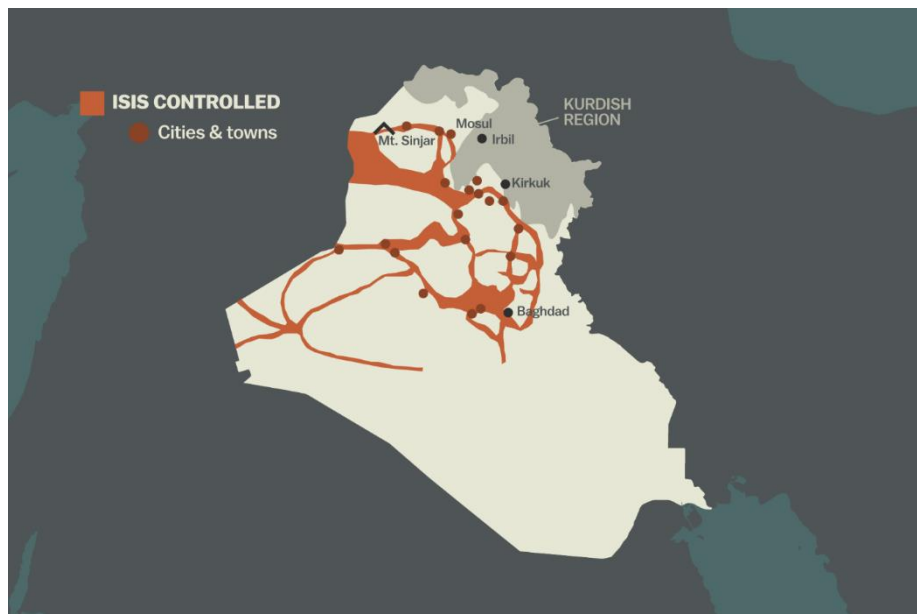 ISIS CONTROLLED
Cities & towns
KURDISH
REGION
Mosul
Mt. Sinjar
Irbil
Kirkuk
Baghdad